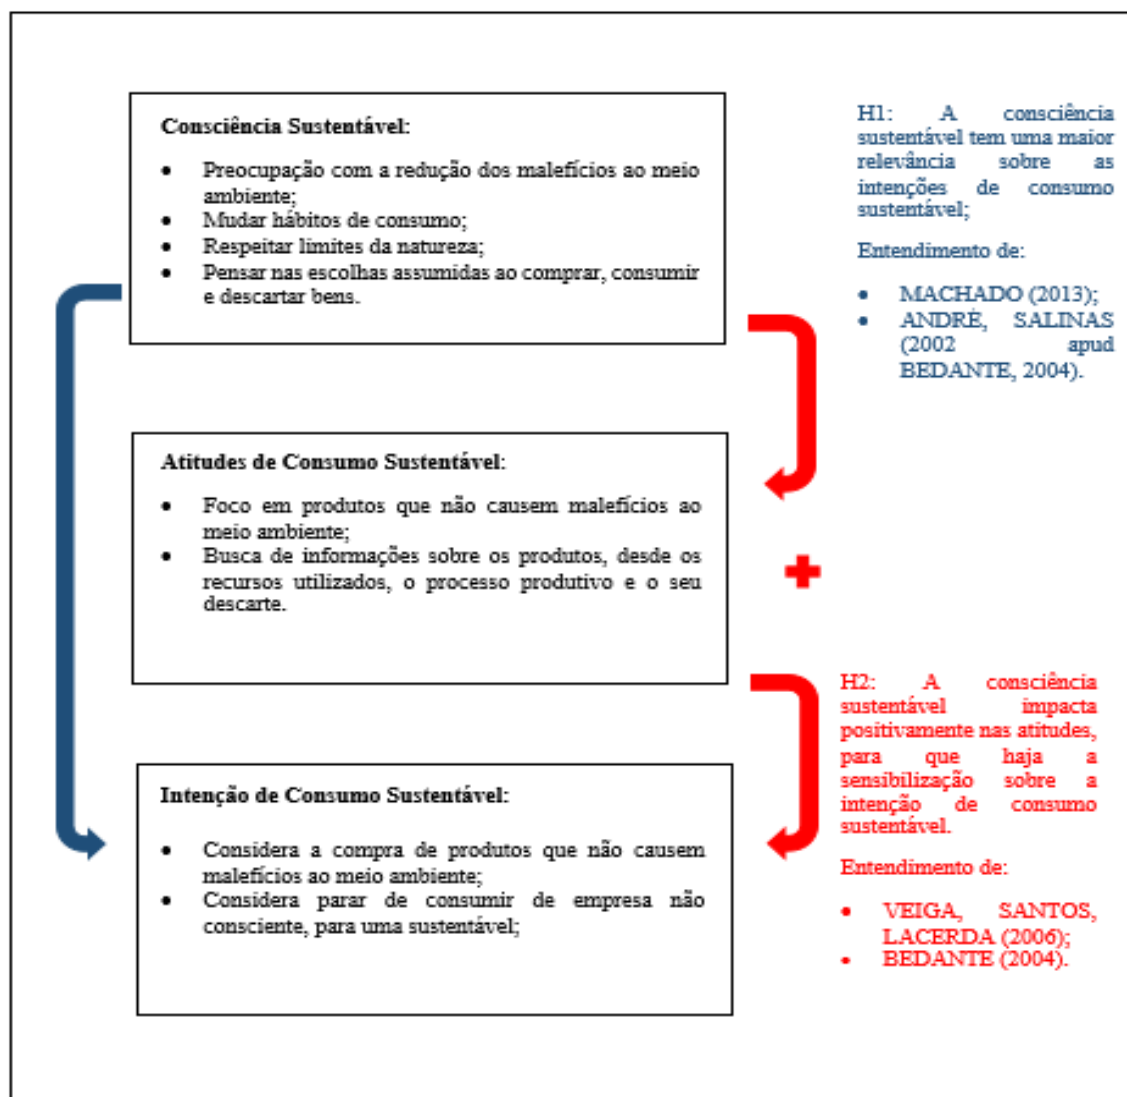 Consciência Sustentável:
• Preocupação com a redução dos malefícios ao meio
ambiente;
• Mudar hábitos de consumo;
• Respeitar limites da natureza;
• Pensar nas escolhas assumidas ao comprar, consumir
e descartar bens.
H1: A consciência
sustentável tem uma maior
relevância sobre as
intenções de consumo
sustentável;
Entendimento de:
• MACHADO (2013);
• ANDRÉ, SALINAS
(2002 apud
BEDANTE, 2004).
Atitudes de Consumo Sustentável:
• Foco em produtos que não causem malefícios ao
meio ambiente;
• Busca de informações sobre os produtos, desde os
recursos utilizados, o processo produtivo e o seu
descarte.
H2: A consciência
sustentável impacta
positivamente nas atitudes,
para que haja a
sensibilização sobre a
intenção de consumo
sustentável.
Entendimento de:
• VEIGA, SANTOS,
LACERDA (2006);
• BEDANTE (2004).
Intenção de Consumo Sustentável:
• Considera a compra de produtos que não causem
malefícios ao meio ambiente;
• Considera parar de consumir de empresa não
consciente, para uma sustentável;